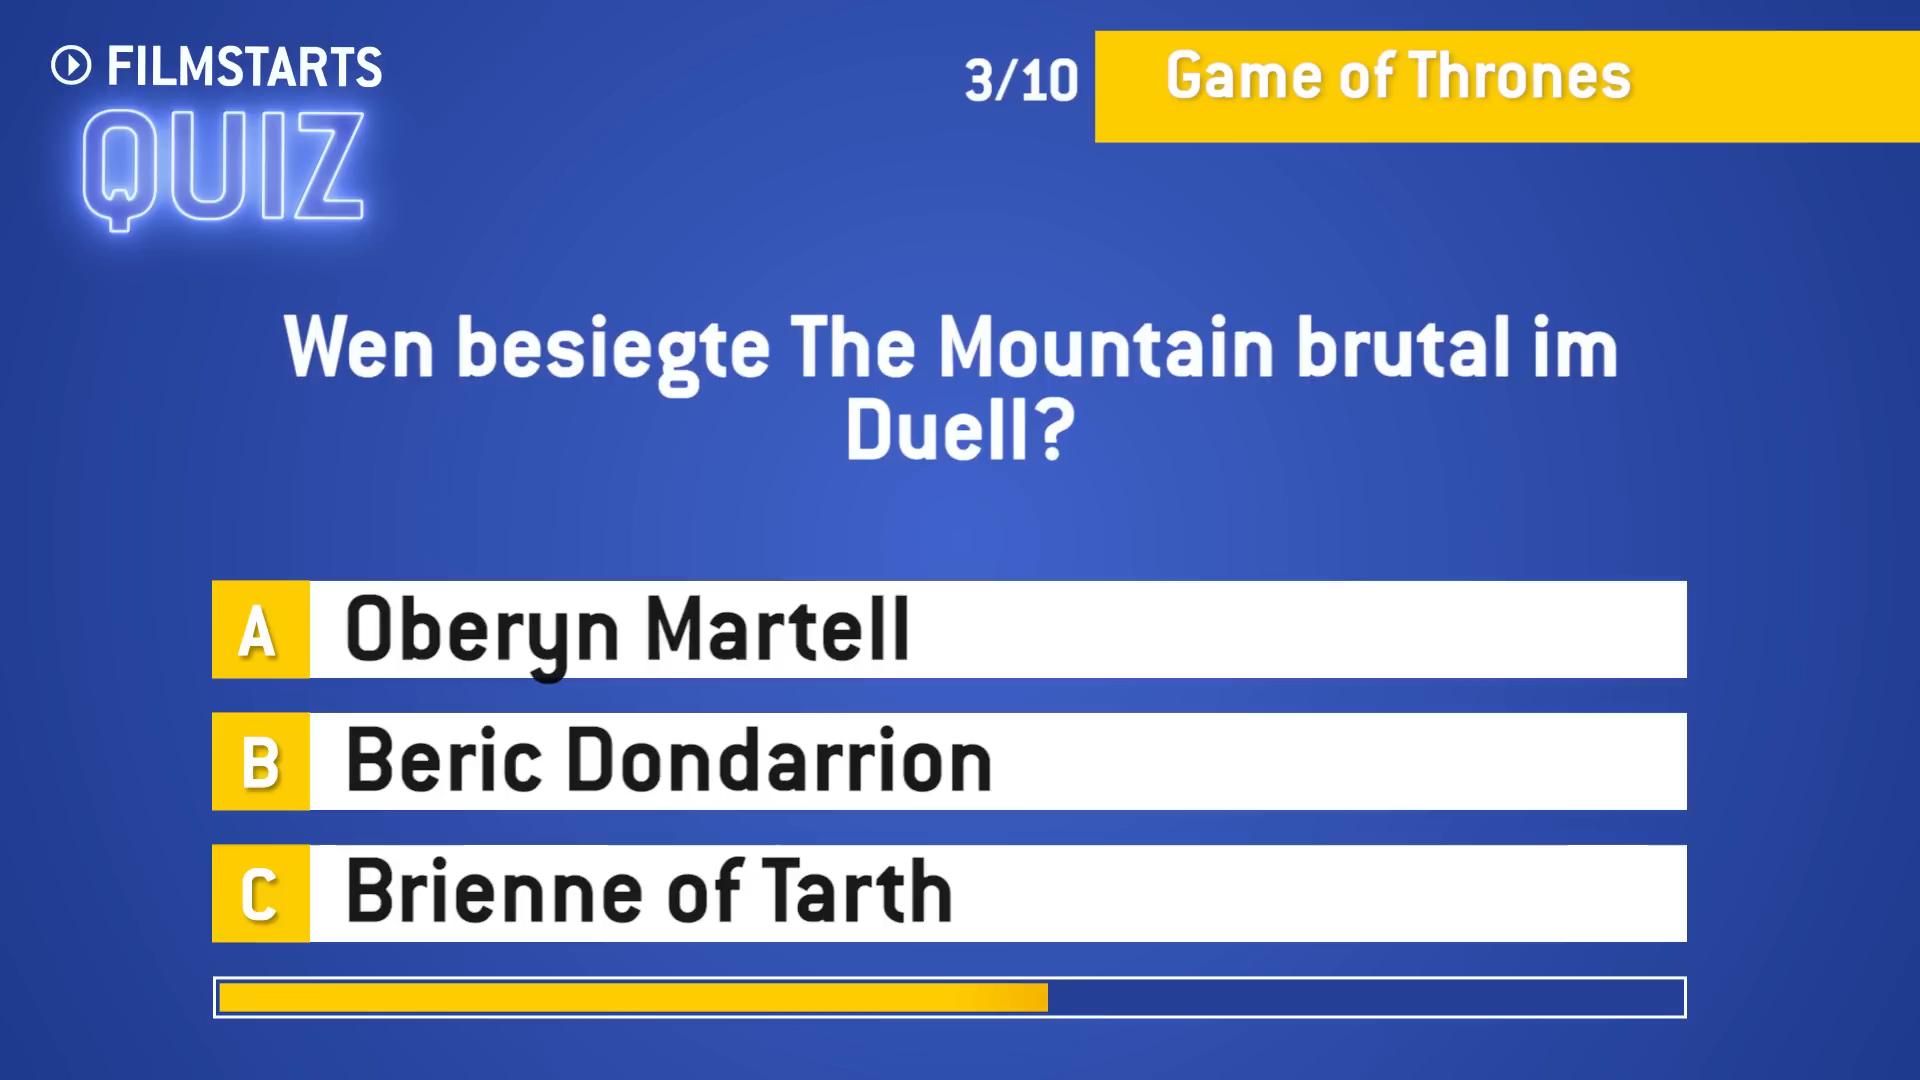 FILMSTARTS
QUIZ
3/10
Game of Thrones
Wen besiegte The Mountain brutal im
Duell?
A Oberyn Martell
B Beric Dondarrion
C Brienne of Tarth